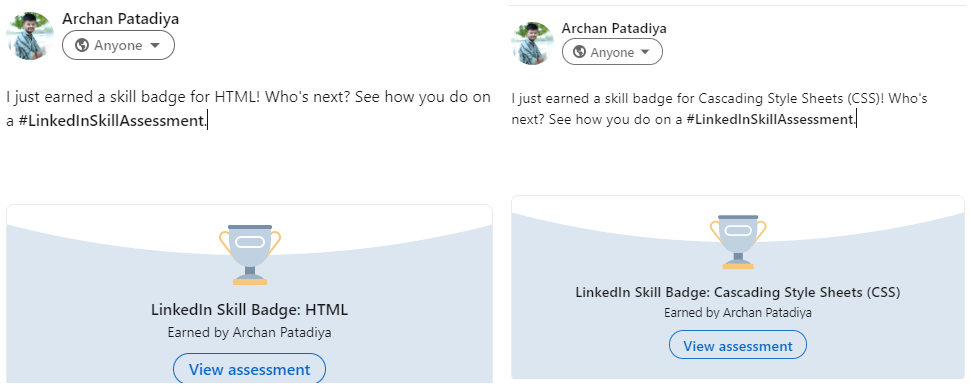 Archan Patadiya
Anyone
I just earned a skill badge for HTML! Who's next? See how you do on
a #LinkedInSkillAssessment.
LinkedIn Skill Badge: HTML
Earned by Archan Patadiya
View assessment
Archan Patadiya
Anyone
I just earned a skill badge for Cascading Style Sheets (CSS)! Who's
next? See how you do on a #LinkedInSkillAssessment.
LinkedIn Skill Badge: Cascading Style Sheets (CSS)
Earned by Archan Patadiya
View assessment